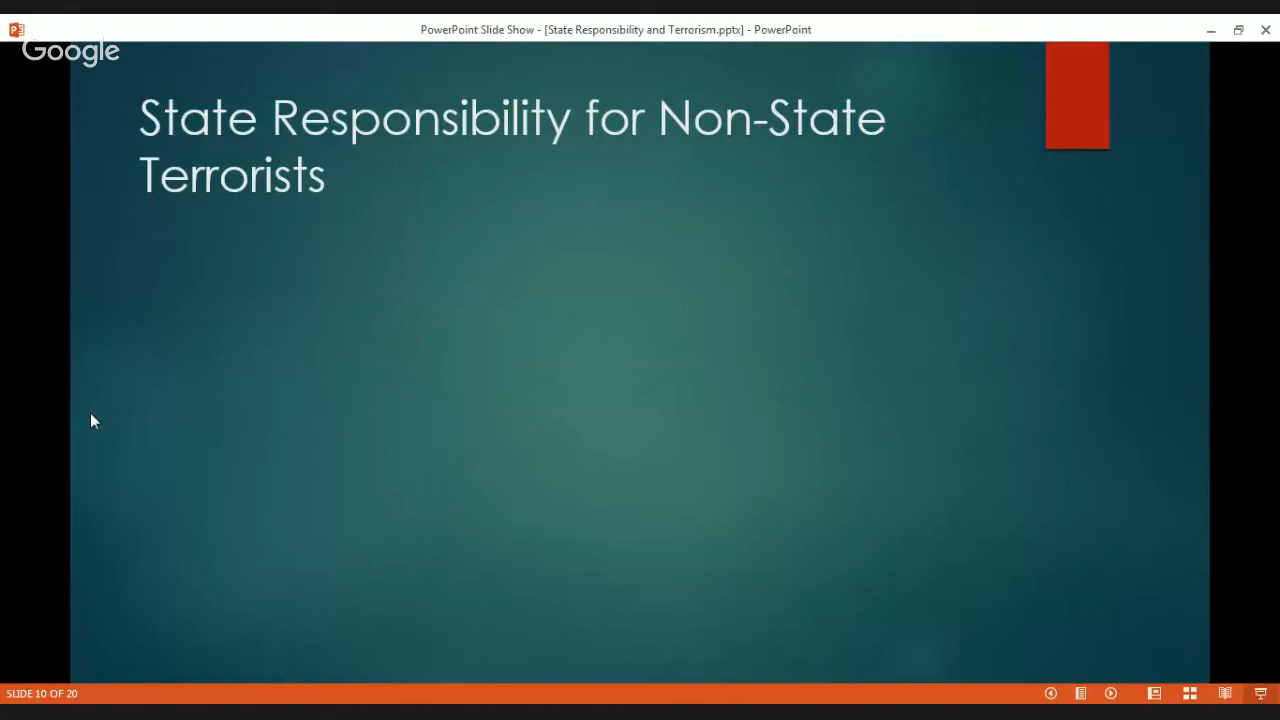 PowerPoint Slide Show - [State Responsibility and Terrorism.pptx] - PowerPoint
Google
State Responsibility for Non-State
Terrorists
SLIDE 10 OF 20